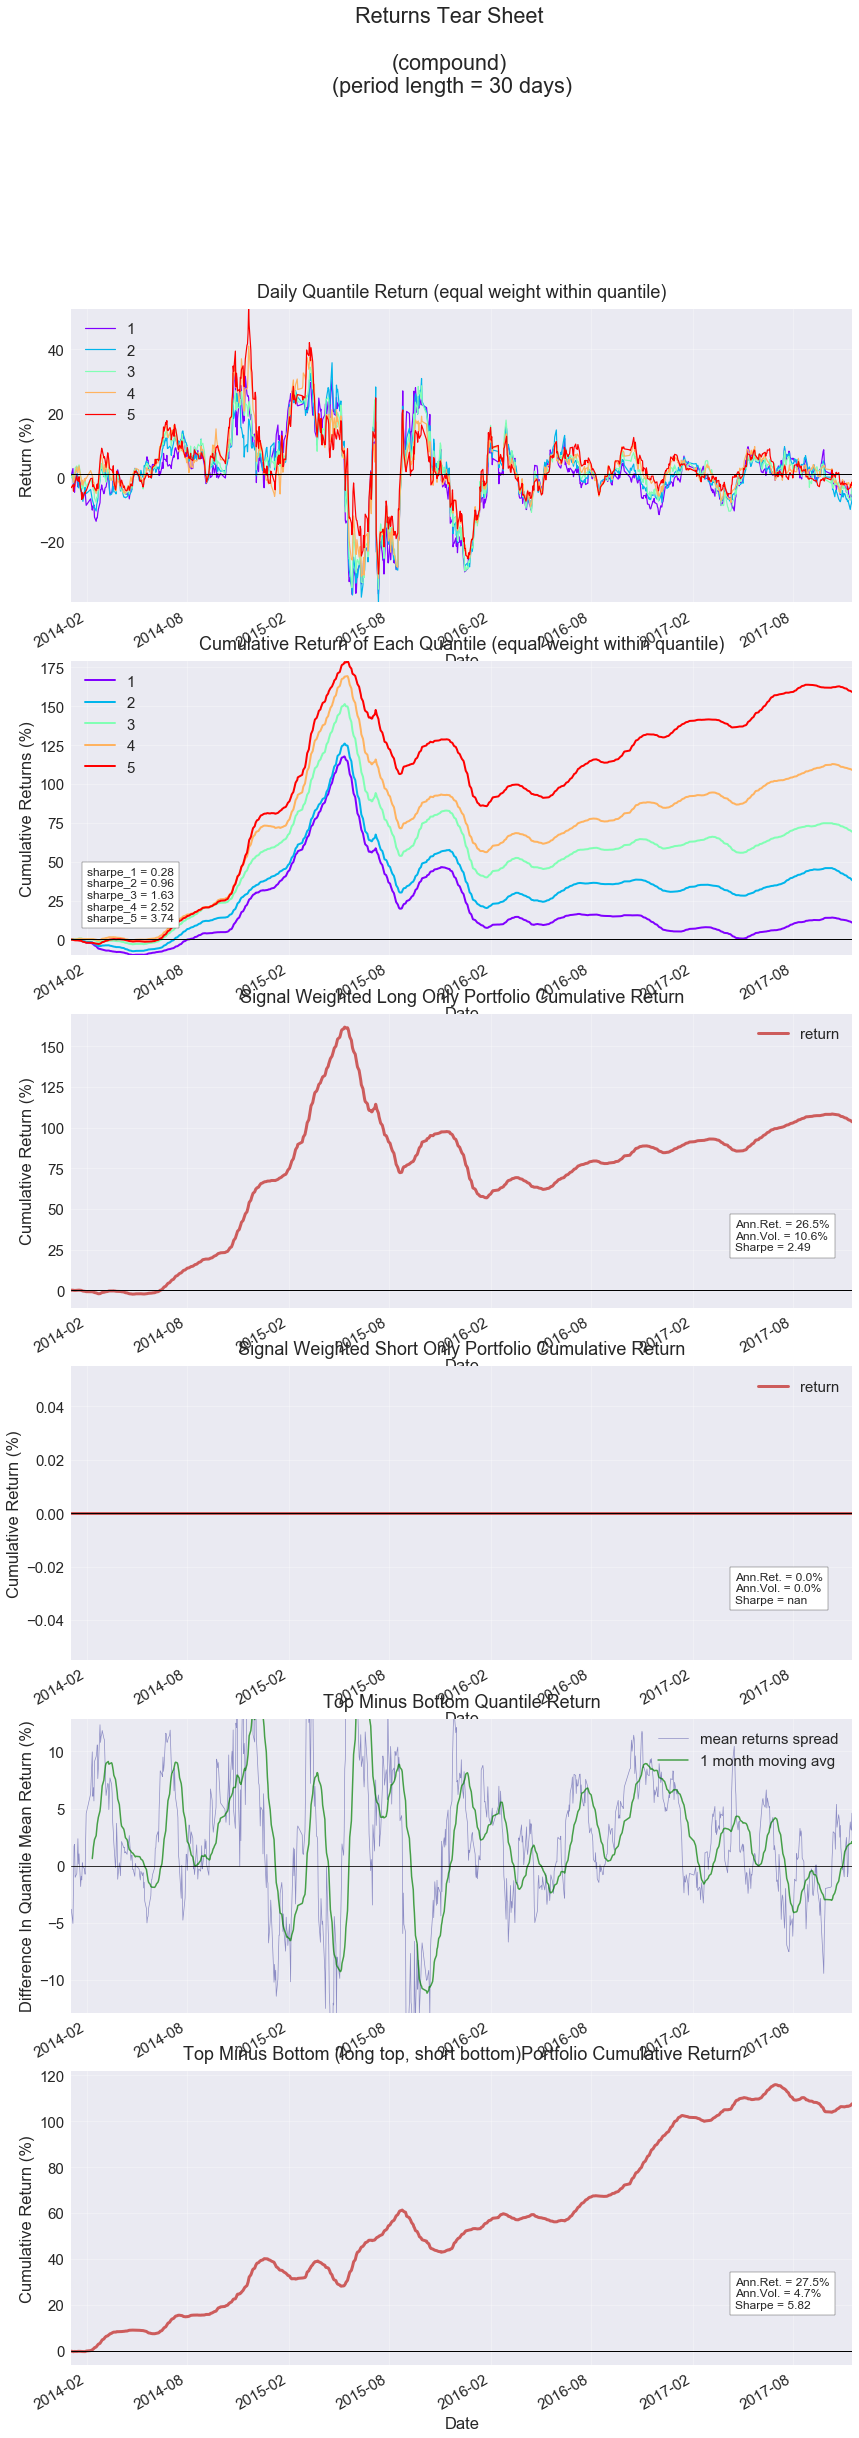 Returns Tear Sheet
(compound)
(period length = 30 days)
Daily Quantile Return (equal weight within quantile)
Return (%)
40
20
0
−20
1
2
3
4
5
2014-02
2014-08
2015-02
2015-08
2016-02
2016-08
2017-02
2017-08
Date
Cumulative Return of Each Quantile (equal weight within quantile)
Cumulative Returns (%)
175
150
125
100
75
50
25
0
1
2
3
4
5
sharpe_1 = 0.28
sharpe_2 = 0.96
sharpe_3 = 1.63
sharpe_4 = 2.52
sharpe_5 = 3.74
2014-02
2014-08
2015-02
2015-08
2016-02
2016-08
2017-02
2017-08
Date
Signal Weighted Long Only Portfolio Cumulative Return
Cumulative Return (%)
150
125
100
75
50
25
0
return
Ann.Ret. = 26.5%
Ann.Vol. = 10.6%
Sharpe = 2.49
2014-02
2014-08
2015-02
2015-08
2016-02
2016-08
2017-02
2017-08
Date
Signal Weighted Short Only Portfolio Cumulative Return
Cumulative Return (%)
0.04
0.02
0.00
−0.02
−0.04
return
Ann.Ret. = 0.0%
Ann.Vol. = 0.0%
Sharpe = nan
2014-02
2014-08
2015-02
2015-08
2016-02
2016-08
2017-02
2017-08
Date
Top Minus Bottom Quantile Return
Difference In Quantile Mean Return (%)
10
5
0
−5
−10
mean returns spread
1 month moving avg
2014-02
2014-08
2015-02
2015-08
2016-02
2016-08
2017-02
2017-08
Top Minus Bottom (long top, short bottom)Portfolio Cumulative Return
Cumulative Return (%)
120
100
80
60
40
20
0
Ann.Ret. = 27.5%
Ann.Vol. = 4.7%
Sharpe = 5.82
2014-02
2014-08
2015-02
2015-08
2016-02
2016-08
2017-02
2017-08
Date